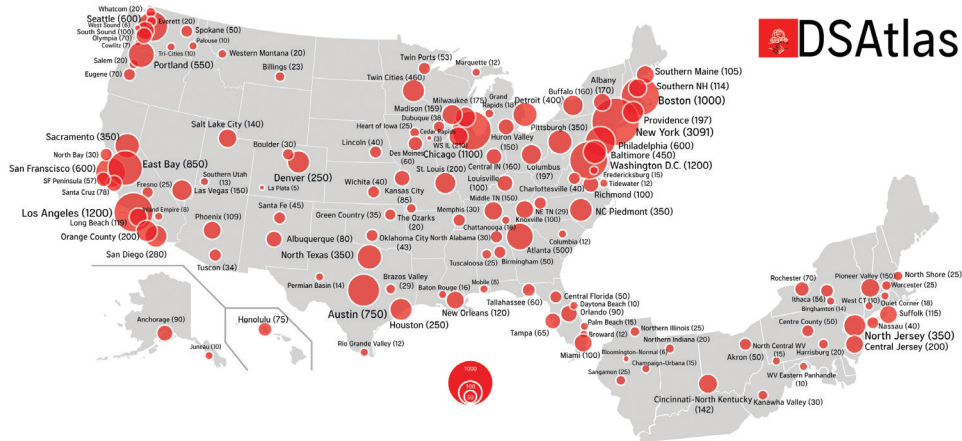 DSAtlas
Whatcom (20)
Seattle (600)
Everett (20)
West Sound (6)
South Sound (100)
Olympia (70)
Cowlitz (7)
Spokane (50)
Palouse (10)
Tri-Cities (10)
Salem (20)
Portland (550)
Eugene (70)
Western Montana (20)
Billings (23)
Twin Ports (53)
Marquette (12)
Twin Cities (460)
Grand
Rapids (18)
Milwaukee (175)
Madison (159)
Dubuque (38)
Heart of Iowa (25)
Cedar Rapids
(3)
WS IL (210)
Des Moines
(60)
Chicago (1100)
Detroit (400)
Huron Valley
(150)
Buffalo (160)
Albany
(170)
Southern Maine (105)
Southern NH (114)
Boston (1000)
Providence (197)
New York (3091)
Philadelphia (600)
Baltimore (450)
Washington D.C. (1200)
Fredericksburg (15)
Tidewater (12)
Richmond (100)
Pittsburgh (350)
Columbus
(197)
Charlottesville (40)
Central IN (160)
Louisville
(100)
Sacramento (350)
North Bay (30)
San Franfisco (600)
East Bay (850)
SF Peninsula (57)
Santa Cruz (78)
Fresno (25)
Salt Lake City (140)
Southern Utah
(13)
Las Vegas (150)
Boulder (30)
Denver (250)
La Plata (5)
Lincoln (40)
Wichita (40)
Kansas City
(85)
St. Louis (200)
Los Angeles (1200)
Inland Empire (6)
Long Beach (119)
Orange County (200)
San Diego (280)
Phoenix (109)
Tuscon (34)
Santa Fe (45)
Albuquerque (80)
Green Country (35)
The Ozarks
(20)
Oklahoma City
(43)
Memphis (30)
Middle TN (150)
NE TN (29)
Knoxville (100)
Chattanooga (16)
North Alabama (30)
NC Piedmont (350)
Atlanta (500)
Columbia (12)
Birmingham (50)
Tuscaloosa (25)
North Texas (350)
Permian Basin (14)
Brazos Valley
(29)
Austin (750)
Houston (250)
Baton Rouge (16)
New Orleans (120)
Mobile (5)
Tallahassee (60)
Rio Grande Valley (12)
Central Florida (50)
Daytona Beach (10)
Orlando (90)
Tampa (65)
Palm Beach (15)
Broward (12)
Miami (100)
Anchorage (90)
Juneau (10)
Honolulu (75)
1000
100
50
Northern Illinois (25)
Northern Indiana (20)
Bloomington-Normal (6)
Champaign-Urbana (15)
Sangamon (25)
Cincinnati-North Kentucky
(142)
Akron (50)
North Central WV
(15)
WV Eastern Panhandle
(10)
Kanawha Valley (30)
Harrisburg (20)
Centre County (50)
Rochester (70)
Ithaca (56)
Binghamton (14)
Pioneer Valley (150)
North Shore (25)
Worcester (25)
West CT (10)
Quiet Corner (18)
Suffolk (115)
Nassau (40)
North Jersey (350)
Central Jersey (200)